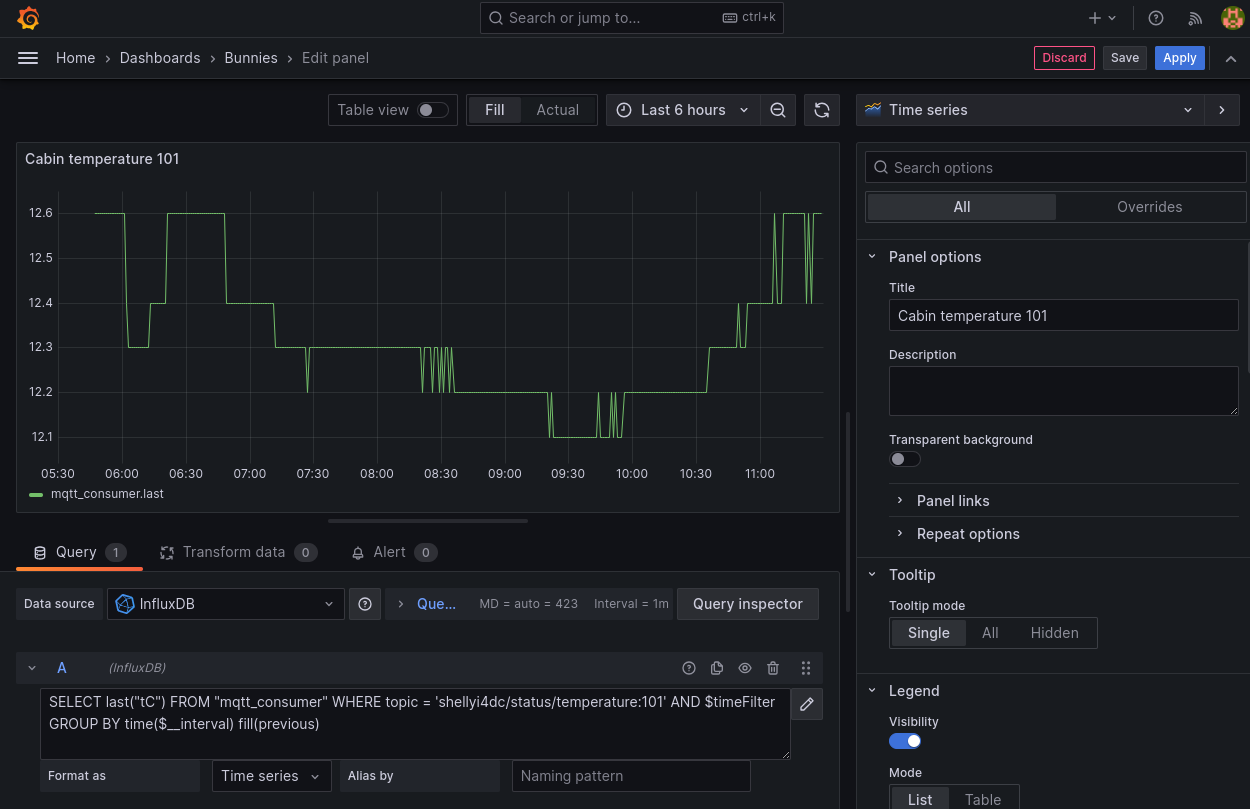 Search or jump to... ctrl+k
Home › Dashboards › Bunnies › Edit panel Discard Save Apply
Table view Fill Actual Last 6 hours Time series
Cabin temperature 101
12.6
12.5
12.4
12.3
12.2
12.1
05:30 06:00 06:30 07:00 07:30 08:00 08:30 09:00 09:30 10:00 10:30 11:00
mqtt_consumer.last
Query 1 Transform data 0 Alert 0
Data source InfluxDB Que... MD = auto = 423 Interval = 1m Query inspector
A (InfluxDB)
SELECT last("tC") FROM "mqtt_consumer" WHERE topic = 'shellyi4dc/status/temperature:101' AND $timeFilter
GROUP BY time($__interval) fill(previous)
Format as Time series Alias by Naming pattern
Search options
All Overrides
Panel options
Title
Cabin temperature 101
Description
Transparent background
Panel links
Repeat options
Tooltip
Tooltip mode
Single All Hidden
Legend
Visibility
Mode
List Table